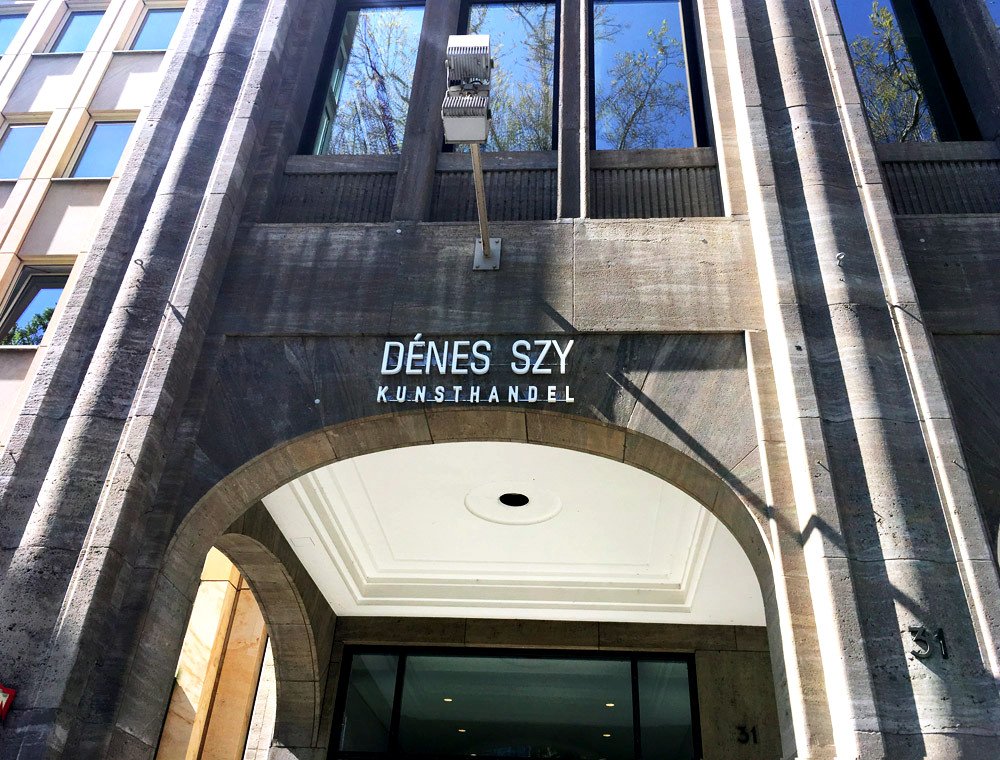 DÉNES SZY
KUNSTHANDEL
31
31